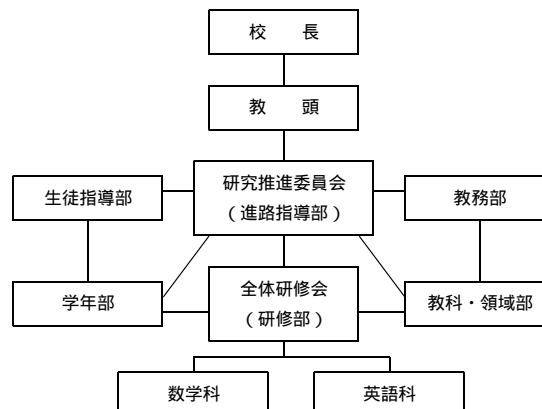 校　長
教　頭
研究推進委員会
（進路指導部）
生徒指導部
教務部
全体研修会
（研修部）
学年部
教科・領域部
数学科
英語科